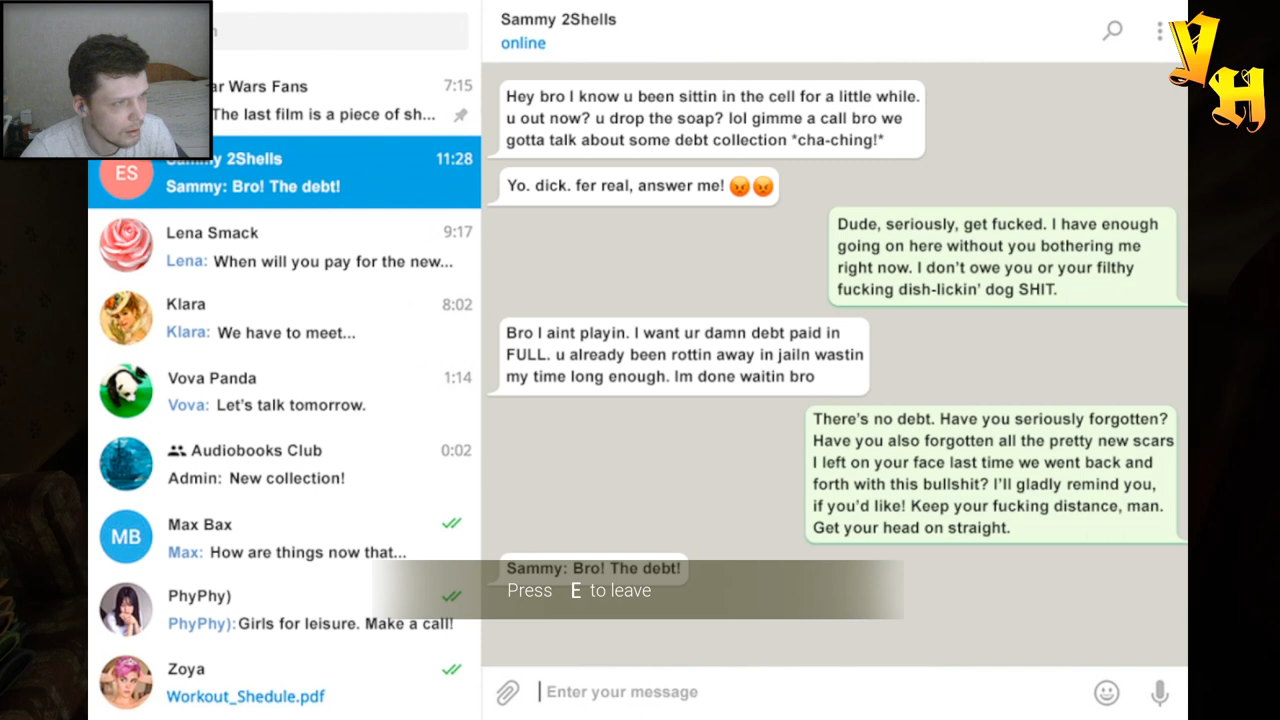 Sammy 2Shells
online
ar Wars Fans
7:15
The last film is a piece of sh...
Sammy 2Shells
11:28
ES
Sammy: Bro! The debt!
Lena Smack
9:17
Lena: When will you pay for the new...
Klara
8:02
Klara: We have to meet...
Vova Panda
1:14
Vova: Let's talk tomorrow.
Audiobooks Club
0:02
Admin: New collection!
Max Bax
MB
Max: How are things now that...
PhyPhy)
PhyPhy): Girls for leisure. Make a call!
Zoya
Workout_Shedule.pdf
Hey bro I know u been sittin in the cell for a little while.
u out now? u drop the soap? lol gimme a call bro we
gotta talk about some debt collection *cha-ching!*
Yo. dick. fer real, answer me! 😡😡
Dude, seriously, get fucked. I have enough
going on here without you bothering me
right now. I don't owe you or your filthy
fucking dish-lickin' dog SHIT.
Bro I aint playin. I want ur damn debt paid in
FULL. u already been rottin away in jailn wastin
my time long enough. Im done waitin bro
There's no debt. Have you seriously forgotten?
Have you also forgotten all the pretty new scars
I left on your face last time we went back and
forth with this bullshit? I'll gladly remind you,
if you'd like! Keep your fucking distance, man.
Get your head on straight.
Sammy: Bro! The debt!
Press E to leave
Enter your message
VH